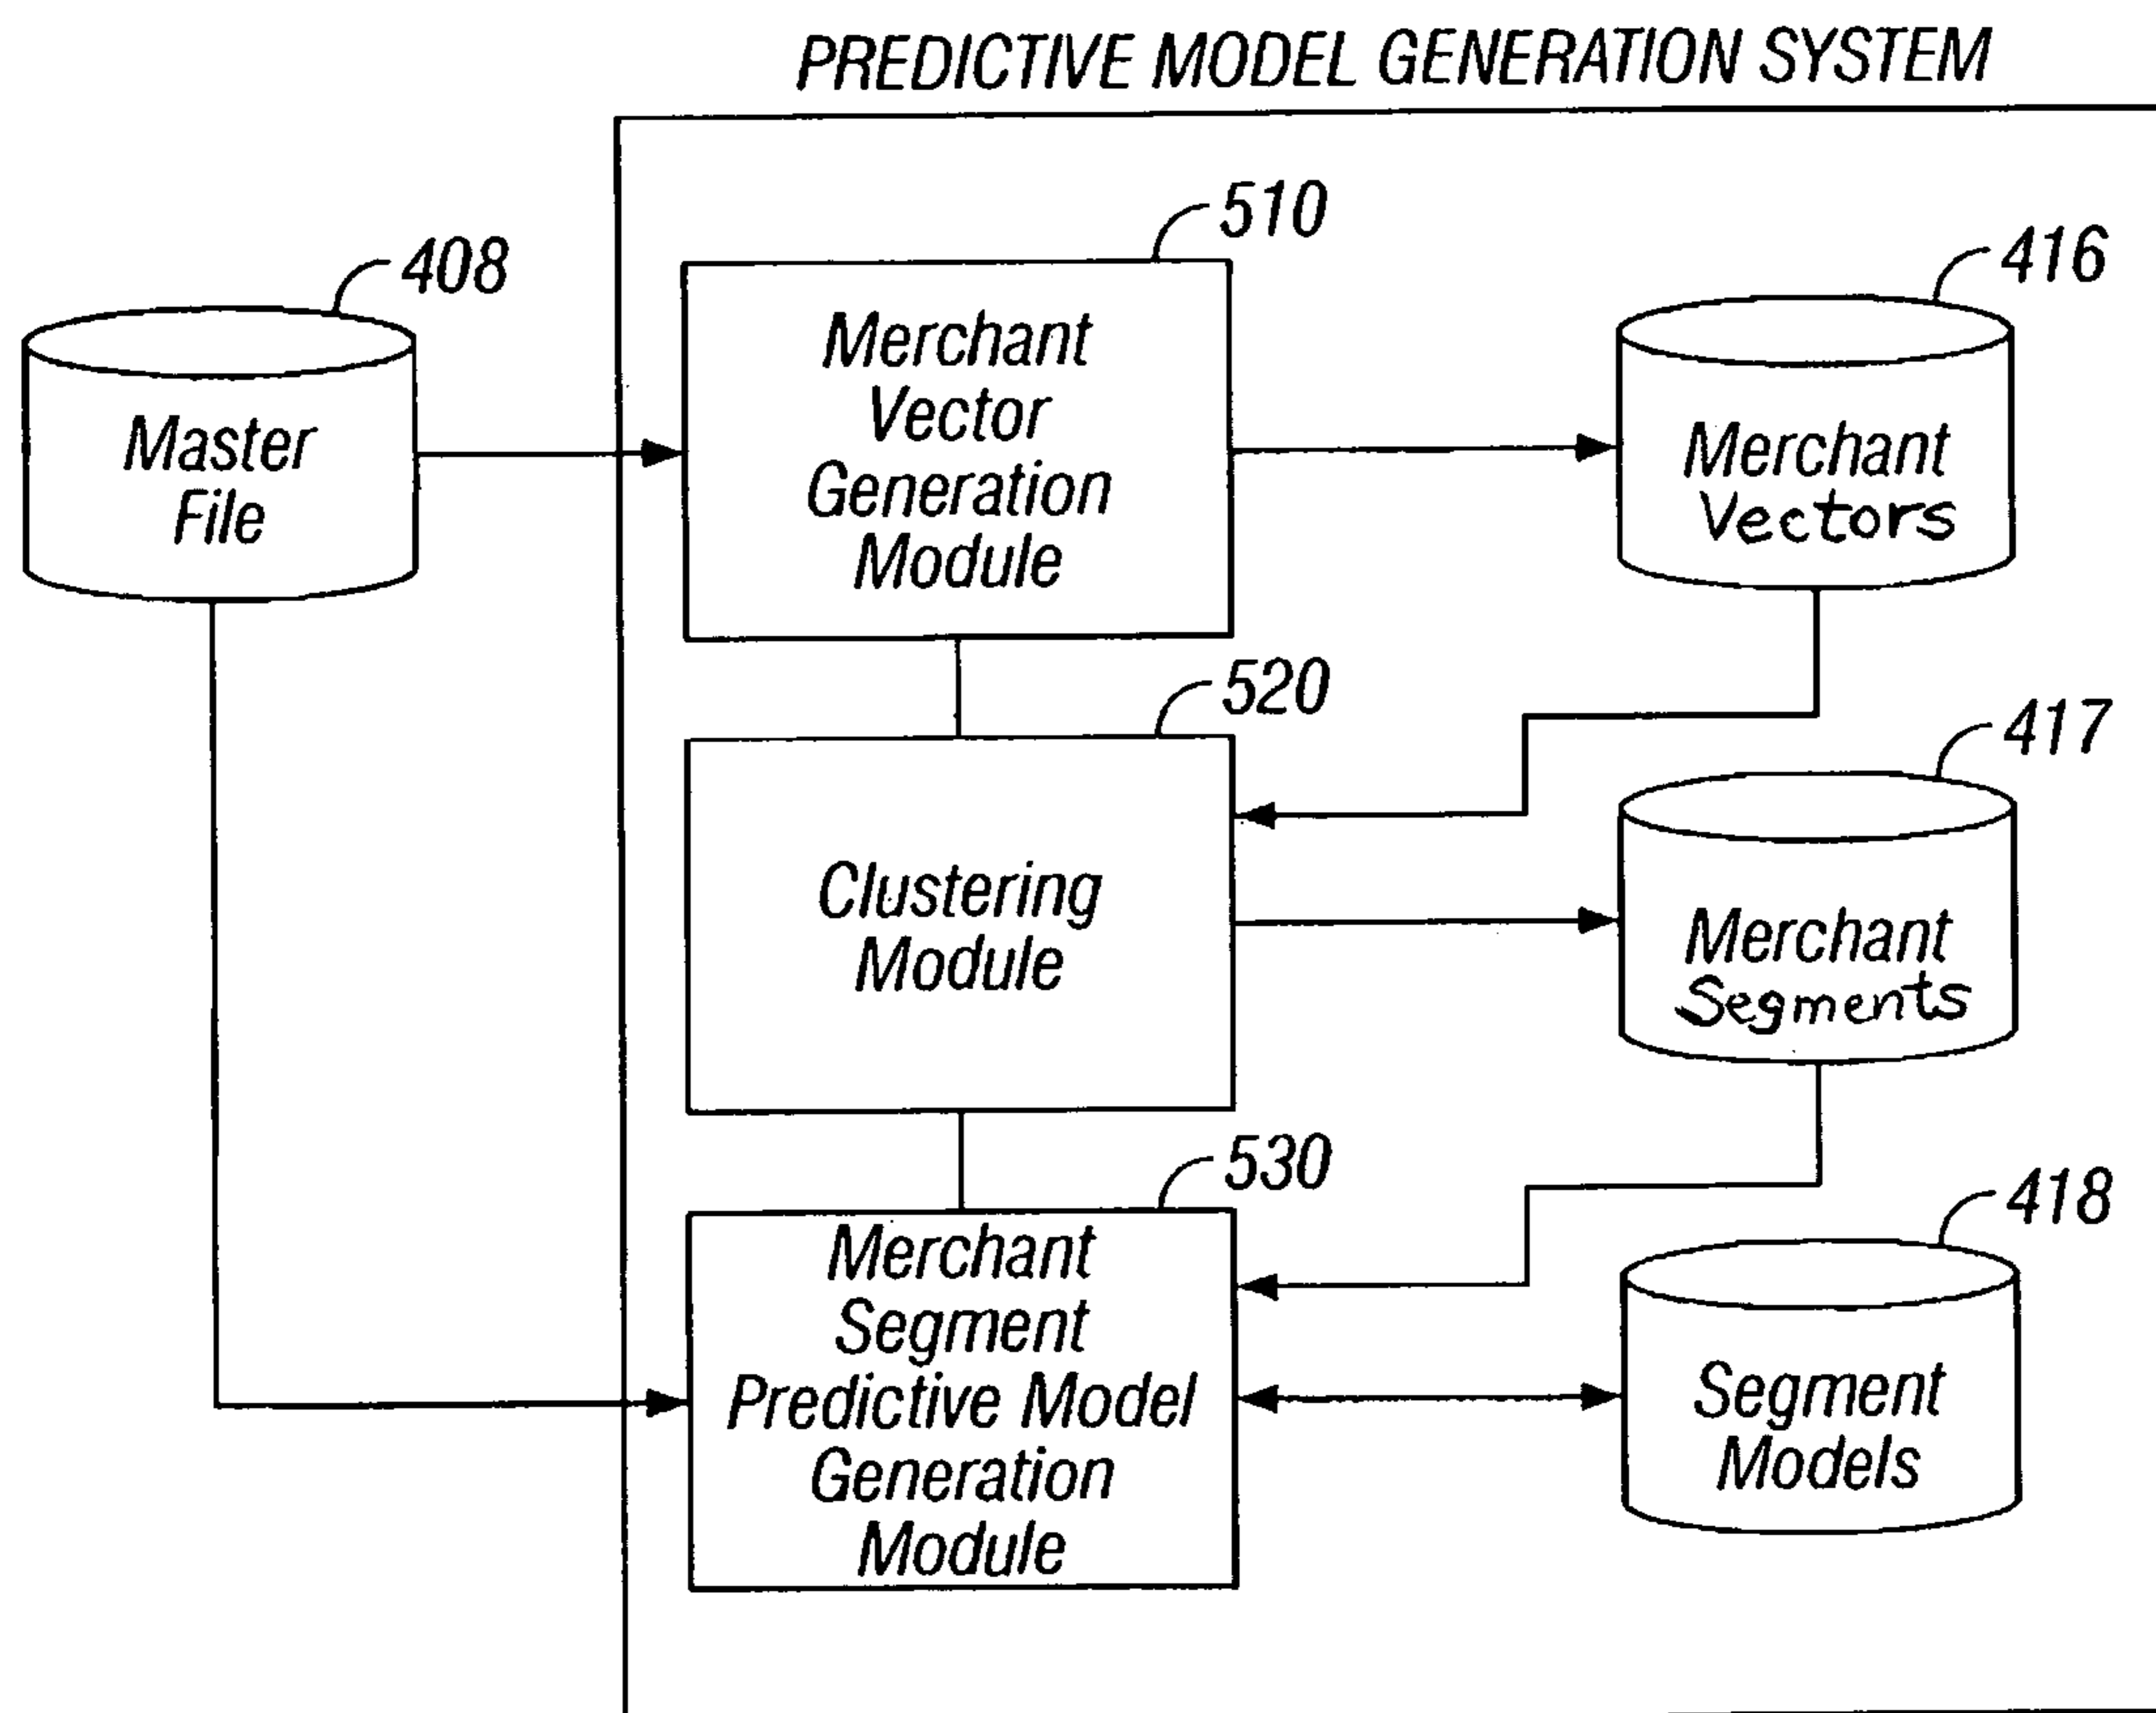 PREDICTIVE MODEL GENERATION SYSTEM
510
408
416
Merchant
Vector
Generation
Module
Master
File
Merchant
Vectors
520
417
Clustering
Module
Merchant
Segments
530
418
Merchant
Segment
Predictive Model
Generation
Module
Segment
Models